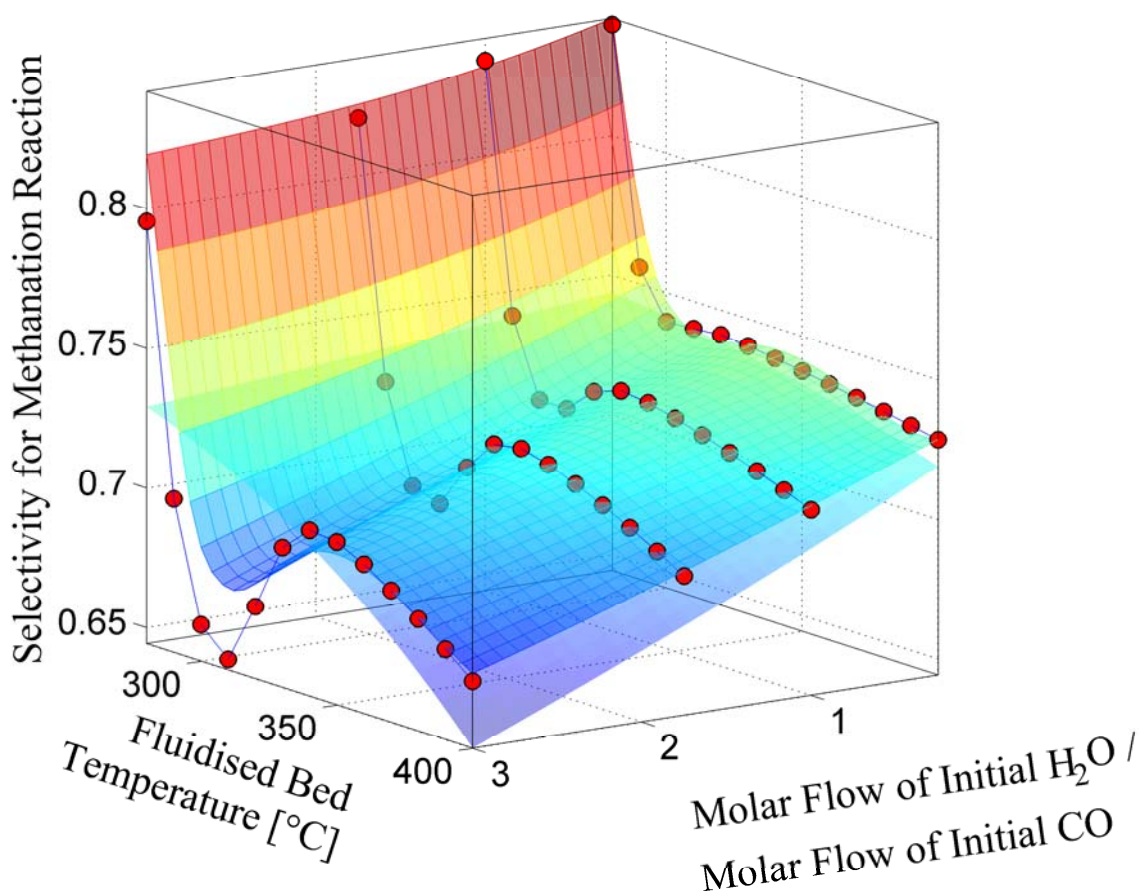 Selectivity for Methanation Reaction
0.8
0.75
0.7
0.65
300
350
400
Fluidised Bed
Temperature [°C]
3
2
1
Molar Flow of Initial H₂O /
Molar Flow of Initial CO